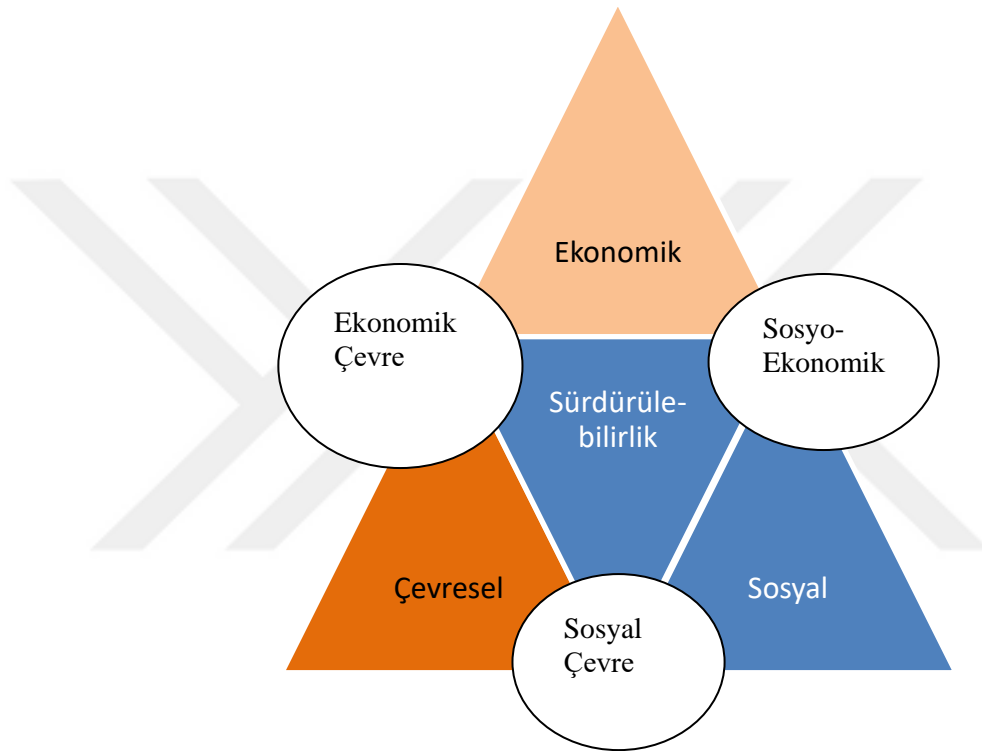 Ekonomik
Ekonomik
Çevre
Sosyo-
Ekonomik
Sürdürüle-
bilirlik
Çevresel
Sosyal
Sosyal
Çevre